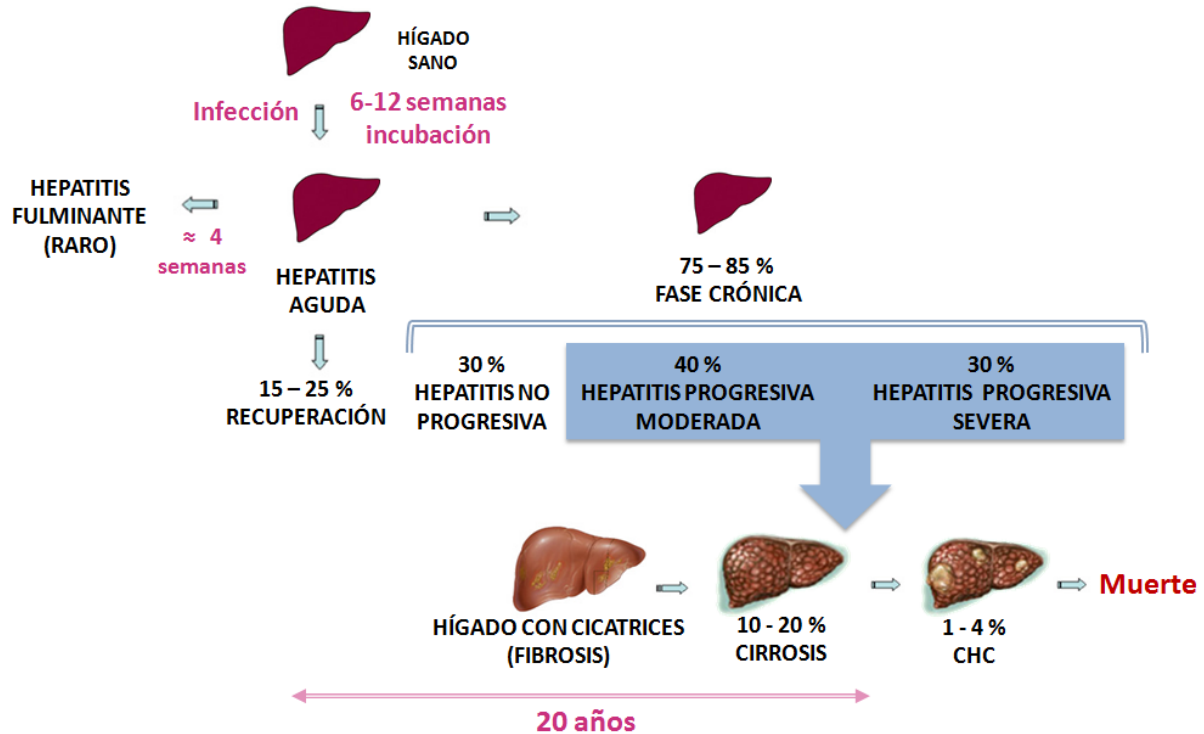 HÍGADO
SANO
Infección
6-12 semanas
incubación
HEPATITIS
FULMINANTE
(RARO)
≈ 4
semanas
HEPATITIS
AGUDA
75 – 85 %
FASE CRÓNICA
15 – 25 %
RECUPERACIÓN
30 %
HEPATITIS NO
PROGRESIVA
40 %
HEPATITIS PROGRESIVA
MODERADA
30 %
HEPATITIS PROGRESIVA
SEVERA
HÍGADO CON CICATRICES
(FIBROSIS)
10 - 20 %
CIRROSIS
1 - 4 %
CHC
Muerte
20 años